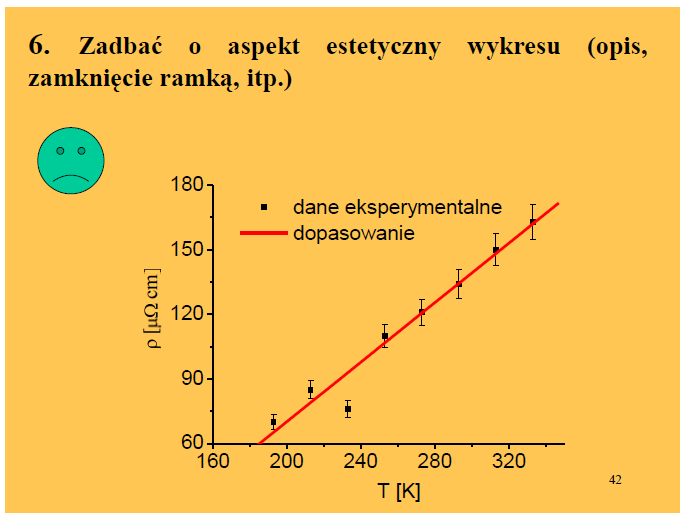 6. Zadbać o aspekt estetyczny wykresu (opis,
zamknięcie ramką, itp.)
180
dane eksperymentalne
dopasowanie
150
ρ [μΩ cm]
120
90
60
160 200 240 280 320
T [K]
42